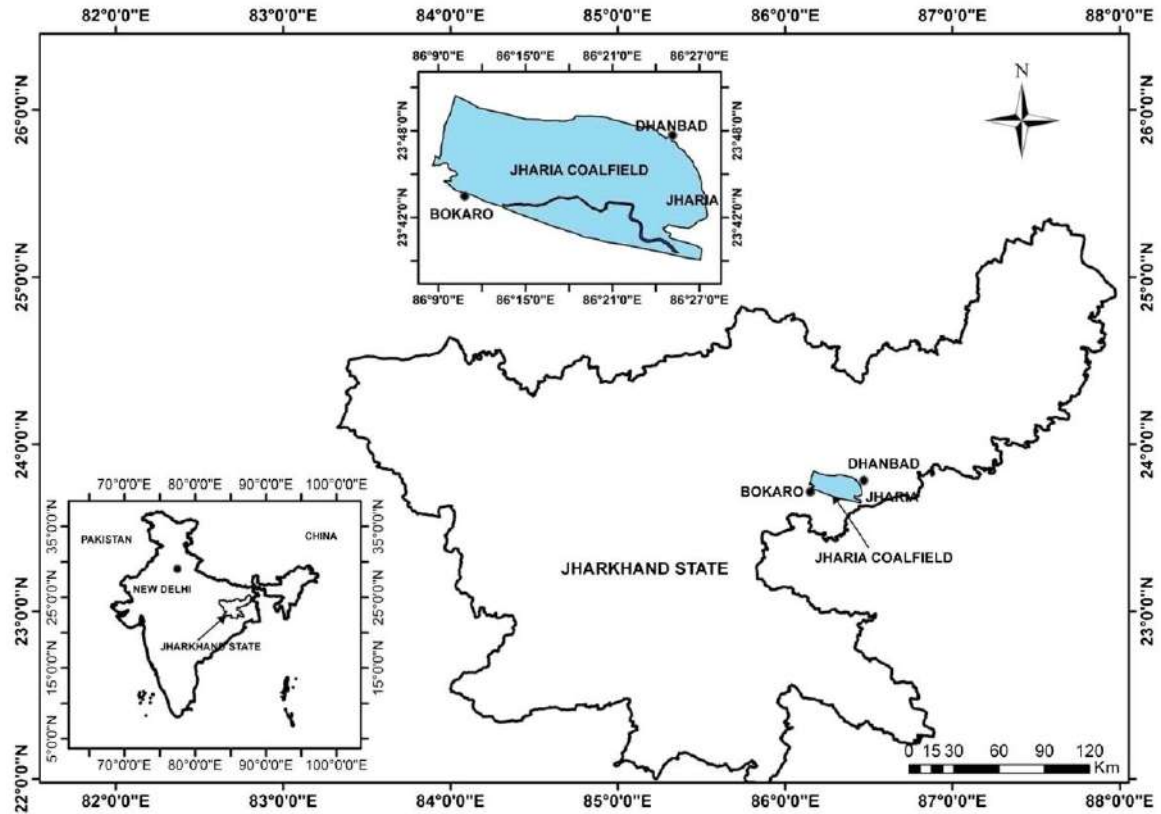 82°0'0"E 83°0'0"E 84°0'0"E 85°0'0"E 86°0'0"E 87°0'0"E 88°0'0"E
86°9'0"E 86°15'0"E 86°21'0"E 86°27'0"E
N
26°0'0"N
26°0'0"N
23°48'0"N
DHANBAD
23°48'0"N
JHARIA COALFIELD
JHARIA
BOKARO
23°42'0"N
23°42'0"N
86°9'0"E 86°15'0"E 86°21'0"E 86°27'0"E
25°0'0"N
25°0'0"N
24°0'0"N
24°0'0"N
DHANBAD
BOKARO
JHARIA
JHARIA COALFIELD
JHARKHAND STATE
70°0'0"E 80°0'0"E 90°0'0"E 100°0'0"E
35°0'0"N
PAKISTAN
CHINA
35°0'0"N
NEW DELHI
25°0'0"N
25°0'0"N
JHARKHAND STATE
15°0'0"N
15°0'0"N
5°0'0"N
5°0'0"N
70°0'0"E 80°0'0"E 90°0'0"E 100°0'0"E
23°0'0"N
23°0'0"N
0 15 30 60 90 120
Km
22°0'0"N
22°0'0"N
82°0'0"E 83°0'0"E 84°0'0"E 85°0'0"E 86°0'0"E 87°0'0"E 88°0'0"E